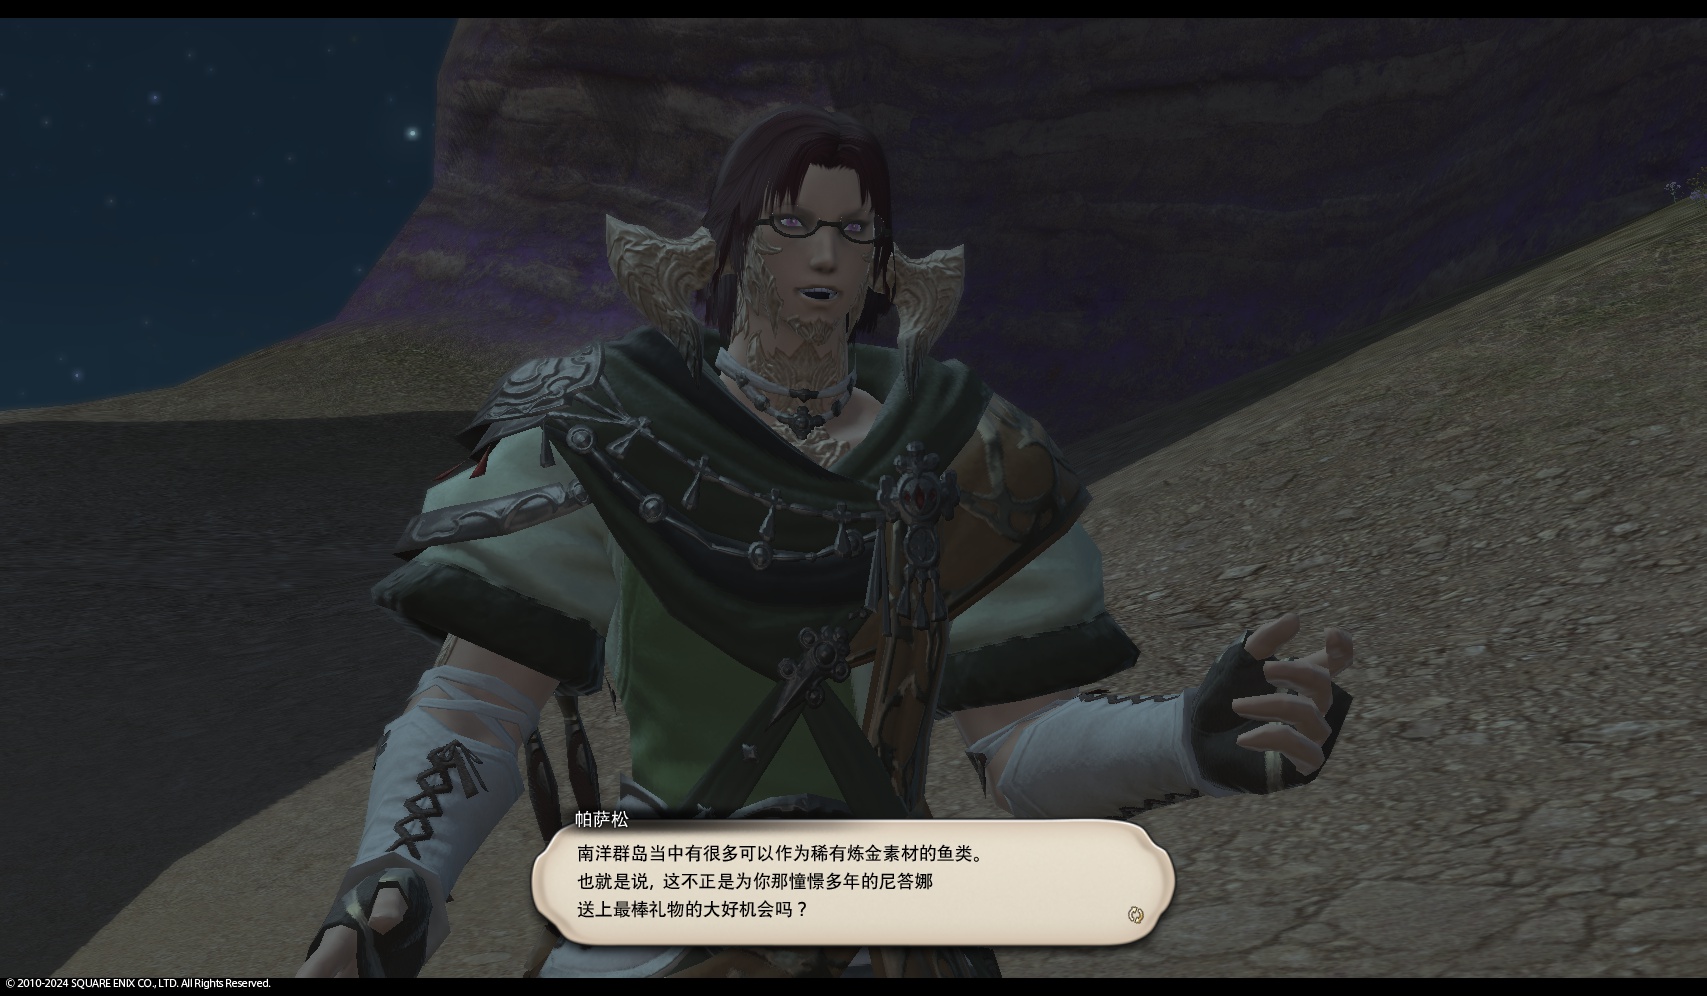 帕萨松
南洋群岛当中有很多可以作为稀有炼金素材的鱼类。
也就是说，这不正是为你那憧憬多年的尼答娜
送上最棒礼物的大好机会吗？
© 2010-2024 SQUARE ENIX CO., LTD. All Rights Reserved.